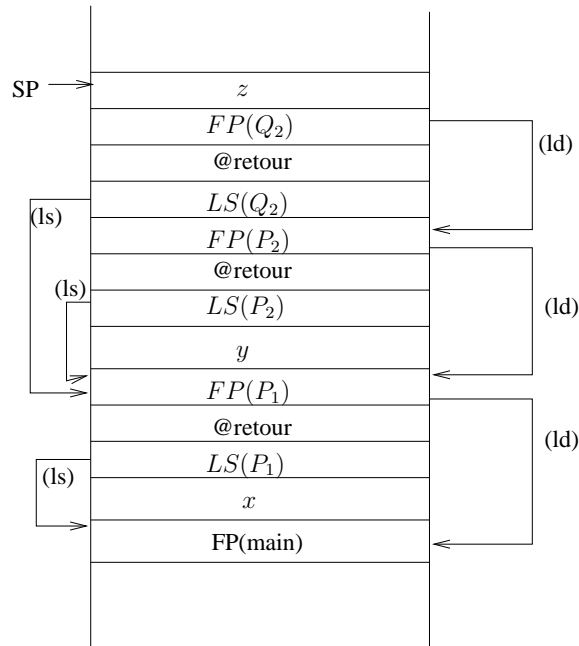 SP
z
FP(Q₂)
(ld)
@retour
LS(Q₂)
(ls)
FP(P₂)
@retour
(ls)
LS(P₂)
(ld)
y
FP(P₁)
@retour
(ld)
LS(P₁)
(ls)
x
FP(main)